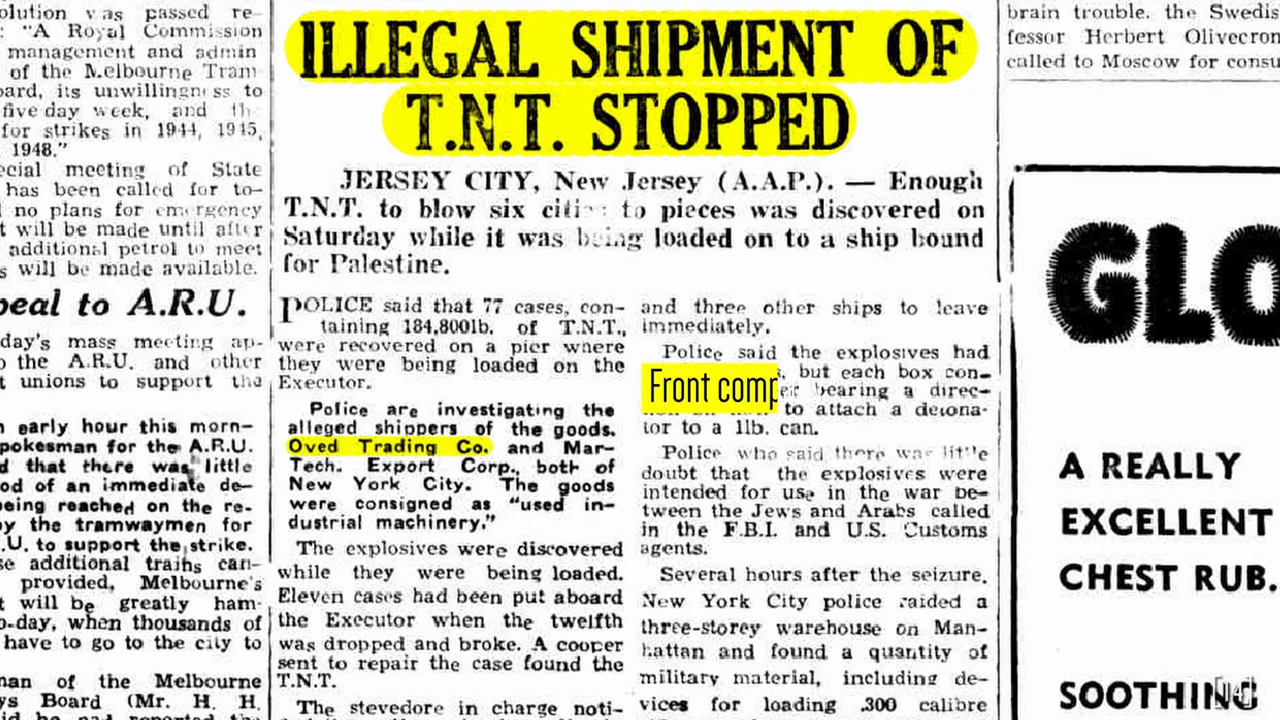 olution was passed re-
: "A Royal Commission
management and admin
of the Melbourne Tram-
oard, its unwillingness to
five day week, and the
for strikes in 1944, 1945,
1948."
ecial meeting of State
has been called for to-
no plans for emergency
t will be made until after
additional petrol to meet
s will be made available.
peal to A.R.U.
day's mass meeting ap-
o the A.R.U. and other
t unions to support the
n early hour this morn-
pokesman for the A.R.U.
d that there was little
od of an immediate de-
being reached on the re-
by the tramwaymen for
.U. to support the strike.
se additional trains can-
provided, Melbourne's
t will be greatly ham-
o-day, when thousands of
have to go to the city to
man of the Melbourne
ys Board (Mr. H. H.
ILLEGAL SHIPMENT OF
T.N.T. STOPPED
JERSEY CITY, New Jersey (A.A.P.). — Enough
T.N.T. to blow six cities to pieces was discovered on
Saturday while it was being loaded on to a ship bound
for Palestine.
POLICE said that 77 cases, con-
taining 184,800lb. of T.N.T.,
were recovered on a pier where
they were being loaded on the
Executor.
Police are investigating the
alleged shippers of the goods.
Oved Trading Co. and Mar-
Tech. Export Corp., both of
New York City. The goods
were consigned as "used in-
dustrial machinery."
The explosives were discovered
while they were being loaded.
Eleven cases had been put aboard
the Executor when the twelfth
was dropped and broke. A cooper
sent to repair the case found the
T.N.T.
The stevedore in charge noti-
and three other ships to leave
immediately.
Police said the explosives had
but each box con-
Front comp
bearing a direc-
to attach a detona-
tor to a 1lb. can.
Police who said there was little
doubt that the explosives were
intended for use in the war be-
tween the Jews and Arabs called
in the F.B.I. and U.S. Customs
agents.
Several hours after the seizure,
New York City police raided a
three-storey warehouse on Man-
hattan and found a quantity of
military material, including de-
vices for loading .300 calibre
brain trouble. the Swedis
fessor Herbert Olivecron
called to Moscow for consu
GLO
A REALLY
EXCELLENT
CHEST RUB.
SOOTHING